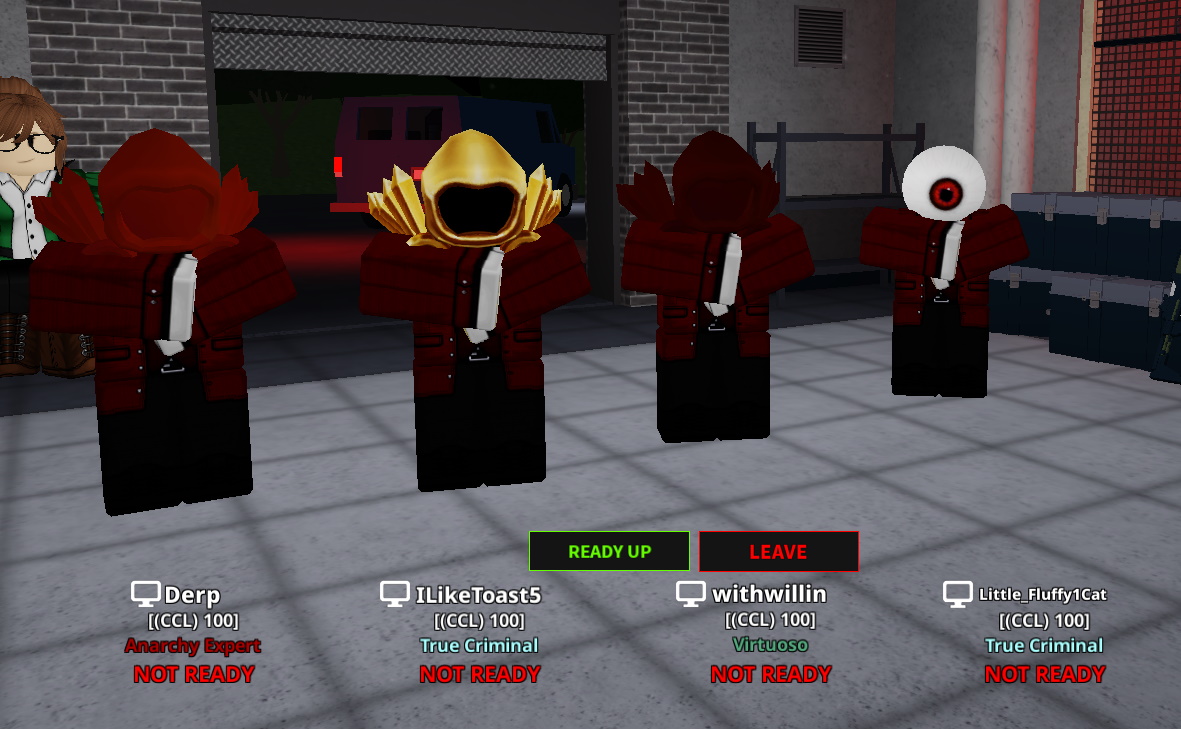 READY UP
LEAVE
Derp
[(CCL) 100]
Anarchy Expert
NOT READY
ILikeToast5
[(CCL) 100]
True Criminal
NOT READY
withwillin
[(CCL) 100]
Virtuoso
NOT READY
Little_Fluffy1Cat
[(CCL) 100]
True Criminal
NOT READY